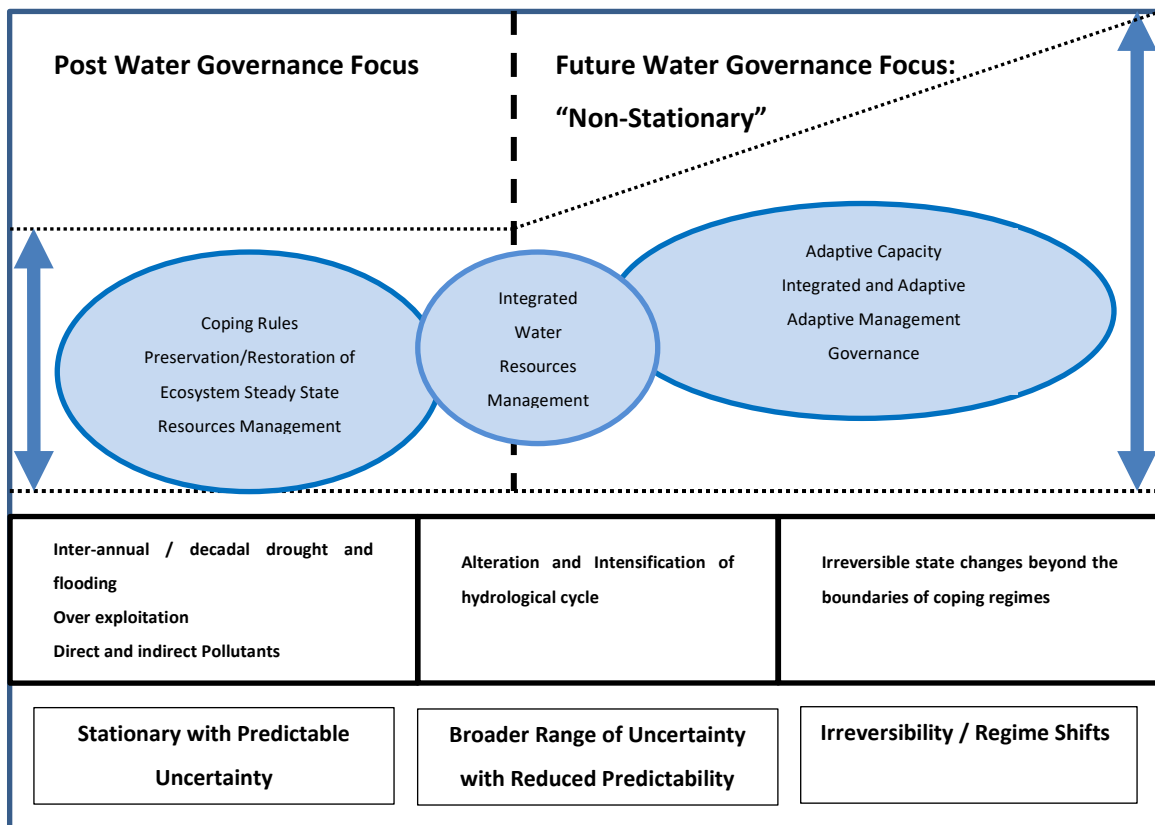 Post Water Governance Focus
Future Water Governance Focus:
“Non-Stationary”
Coping Rules
Preservation/Restoration of
Ecosystem Steady State
Resources Management
Integrated
Water
Resources
Management
Adaptive Capacity
Integrated and Adaptive
Adaptive Management
Governance
Inter-annual / decadal drought and
flooding
Over exploitation
Direct and indirect Pollutants
Alteration and Intensification of
hydrological cycle
Irreversible state changes beyond the
boundaries of coping regimes
Stationary with Predictable
Uncertainty
Broader Range of Uncertainty
with Reduced Predictability
Irreversibility / Regime Shifts